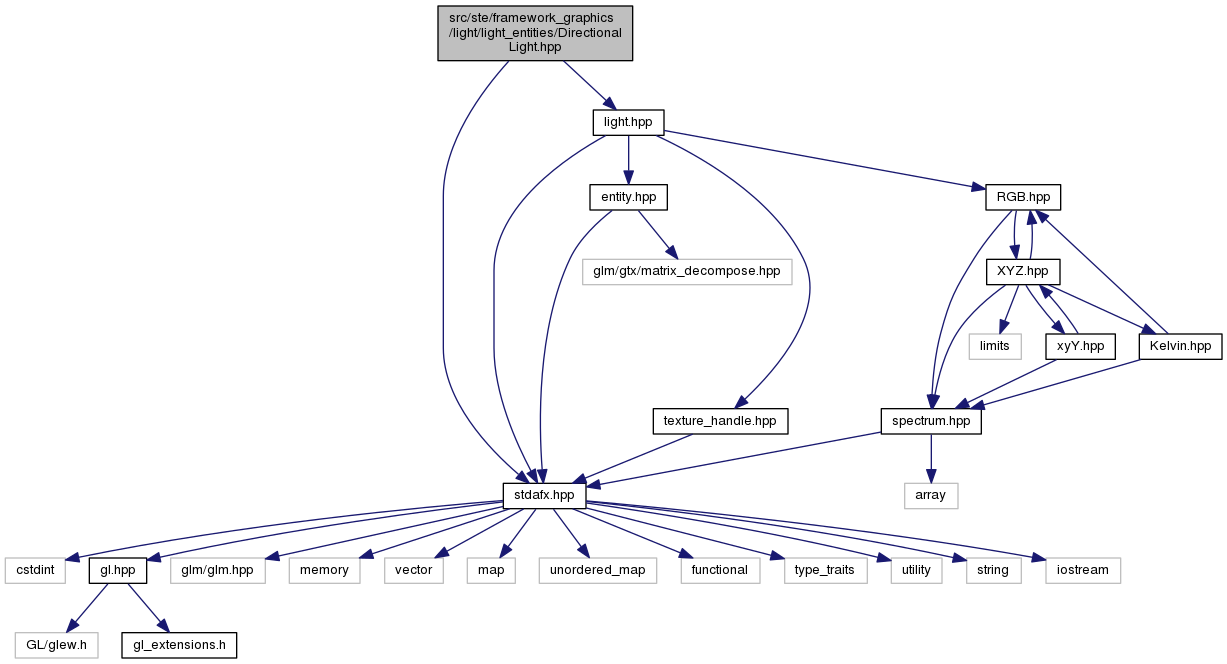 src/ste/framework_graphics
/light/light_entities/Directional
Light.hpp
light.hpp
entity.hpp
RGB.hpp
glm/gtx/matrix_decompose.hpp
XYZ.hpp
limits
xyY.hpp
Kelvin.hpp
texture_handle.hpp
spectrum.hpp
stdafx.hpp
array
cstdint
gl.hpp
glm/glm.hpp
memory
vector
map
unordered_map
functional
type_traits
utility
string
iostream
GL/glew.h
gl_extensions.h